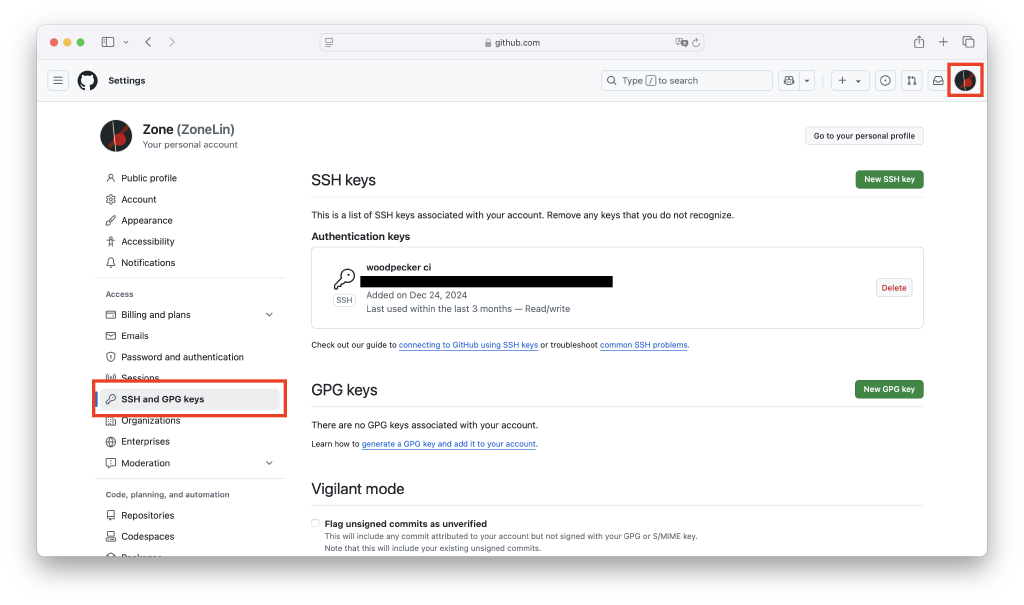 github.com
Settings
Type / to search
Zone (ZoneLin)
Your personal account
Go to your personal profile
Public profile
Account
Appearance
Accessibility
Notifications
Access
Billing and plans
Emails
Password and authentication
Sessions
SSH and GPG keys
Organizations
Enterprises
Moderation
Code, planning, and automation
Repositories
Codespaces
Packages
SSH keys
New SSH key
This is a list of SSH keys associated with your account. Remove any keys that you do not recognize.
Authentication keys
woodpecker ci
SSH
Added on Dec 24, 2024
Last used within the last 3 months — Read/write
Delete
Check out our guide to connecting to GitHub using SSH keys or troubleshoot common SSH problems.
GPG keys
New GPG key
There are no GPG keys associated with your account.
Learn how to generate a GPG key and add it to your account.
Vigilant mode
Flag unsigned commits as unverified
This will include any commit attributed to your account but not signed with your GPG or S/MIME key.
Note that this will include your existing unsigned commits.